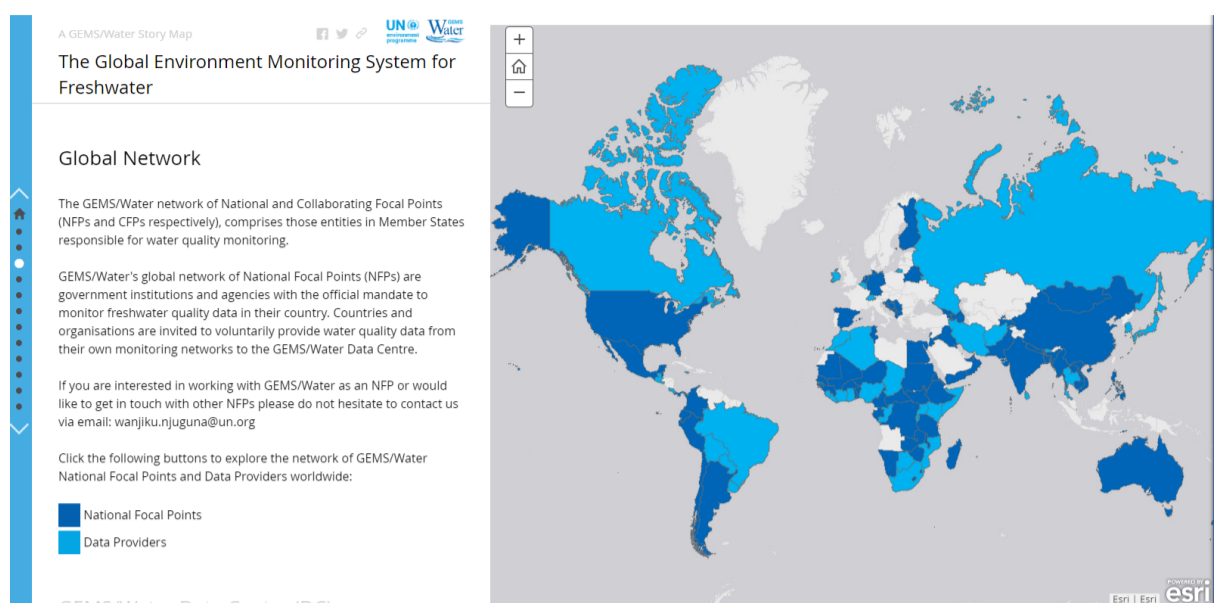 A GEMS/Water Story Map
UN
environment
programme
GEMS
Water
The Global Environment Monitoring System for
Freshwater
Global Network
The GEMS/Water network of National and Collaborating Focal Points
(NFPs and CFPs respectively), comprises those entities in Member States
responsible for water quality monitoring.
GEMS/Water's global network of National Focal Points (NFPs) are
government institutions and agencies with the official mandate to
monitor freshwater quality data in their country. Countries and
organisations are invited to voluntarily provide water quality data from
their own monitoring networks to the GEMS/Water Data Centre.
If you are interested in working with GEMS/Water as an NFP or would
like to get in touch with other NFPs please do not hesitate to contact us
via email: wanjiku.njuguna@un.org
Click the following buttons to explore the network of GEMS/Water
National Focal Points and Data Providers worldwide:
National Focal Points
Data Providers
POWERED BY
esri
Esri | Esri